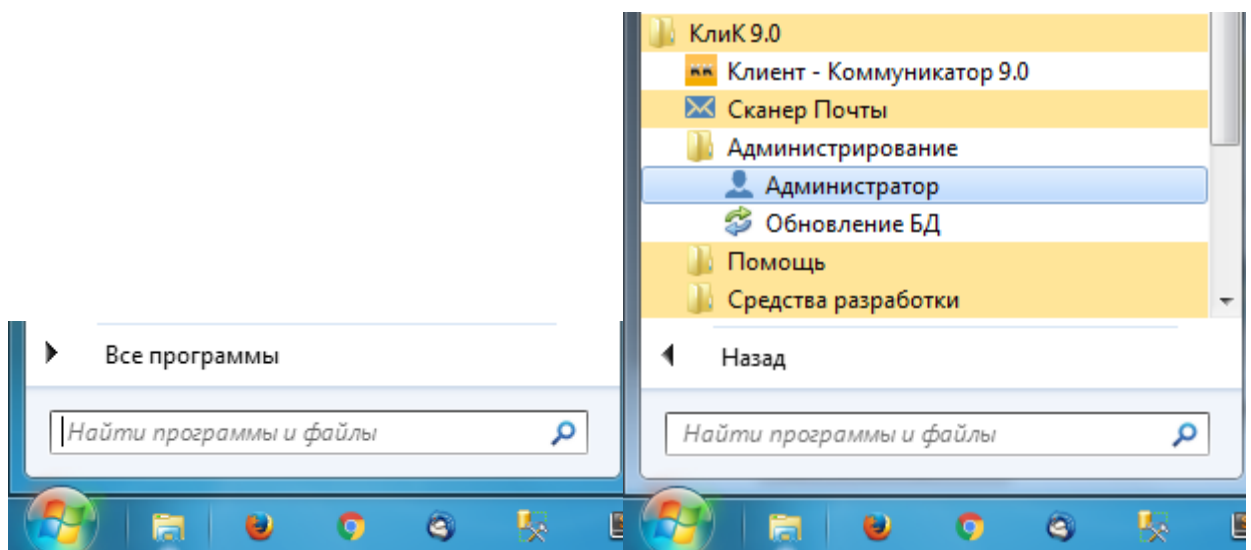 Все программы
Найти программы и файлы
КлиК 9.0
КК Клиент - Коммуникатор 9.0
Сканер Почты
Администрирование
Администратор
Обновление БД
Помощь
Средства разработки
Назад
Найти программы и файлы